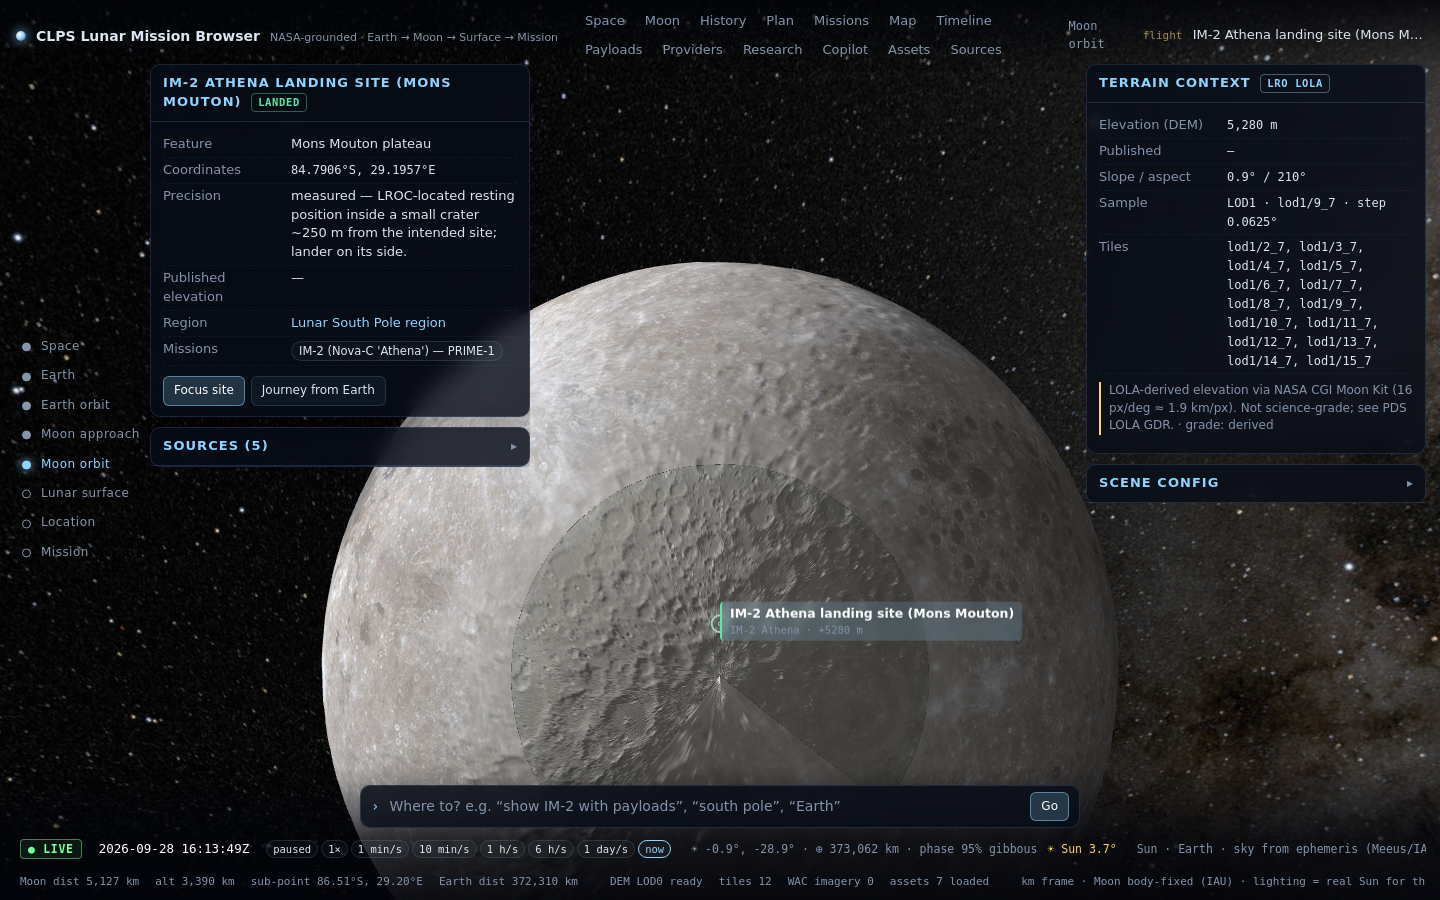 CLPS Lunar Mission Browser NASA-grounded · Earth → Moon → Surface → Mission
Space Moon History Plan Missions Map Timeline
Payloads Providers Research Copilot Assets Sources
Moon orbit
flight IM-2 Athena landing site (Mons M…
IM-2 ATHENA LANDING SITE (MONS
MOUTON) LANDED
Feature Mons Mouton plateau
Coordinates 84.7906°S, 29.1957°E
Precision measured — LROC-located resting
position inside a small crater
~250 m from the intended site;
lander on its side.
Published elevation —
Region Lunar South Pole region
Missions IM-2 (Nova-C 'Athena') — PRIME-1
Focus site Journey from Earth
SOURCES (5) ▸
Space
Earth
Earth orbit
Moon approach
Moon orbit
Lunar surface
Location
Mission
TERRAIN CONTEXT LRO LOLA
Elevation (DEM) 5,280 m
Published —
Slope / aspect 0.9° / 210°
Sample LOD1 · lod1/9_7 · step
0.0625°
Tiles lod1/2_7, lod1/3_7,
lod1/4_7, lod1/5_7,
lod1/6_7, lod1/7_7,
lod1/8_7, lod1/9_7,
lod1/10_7, lod1/11_7,
lod1/12_7, lod1/13_7,
lod1/14_7, lod1/15_7
LOLA-derived elevation via NASA CGI Moon Kit (16
px/deg ≈ 1.9 km/px). Not science-grade; see PDS
LOLA GDR. · grade: derived
SCENE CONFIG ▸
IM-2 Athena landing site (Mons Mouton)
IM-2 Athena · +5280 m
› Where to? e.g. “show IM-2 with payloads”, “south pole”, “Earth” Go
● LIVE 2026-09-28 16:13:49Z paused 1× 1 min/s 10 min/s 1 h/s 6 h/s 1 day/s now ☀ -0.9°, -28.9° · ⊕ 373,062 km · phase 95% gibbous ☀ Sun 3.7° Sun · Earth · sky from ephemeris (Meeus/IA
Moon dist 5,127 km alt 3,390 km sub-point 86.51°S, 29.20°E Earth dist 372,310 km DEM LOD0 ready tiles 12 WAC imagery 0 assets 7 loaded km frame · Moon body-fixed (IAU) · lighting = real Sun for th